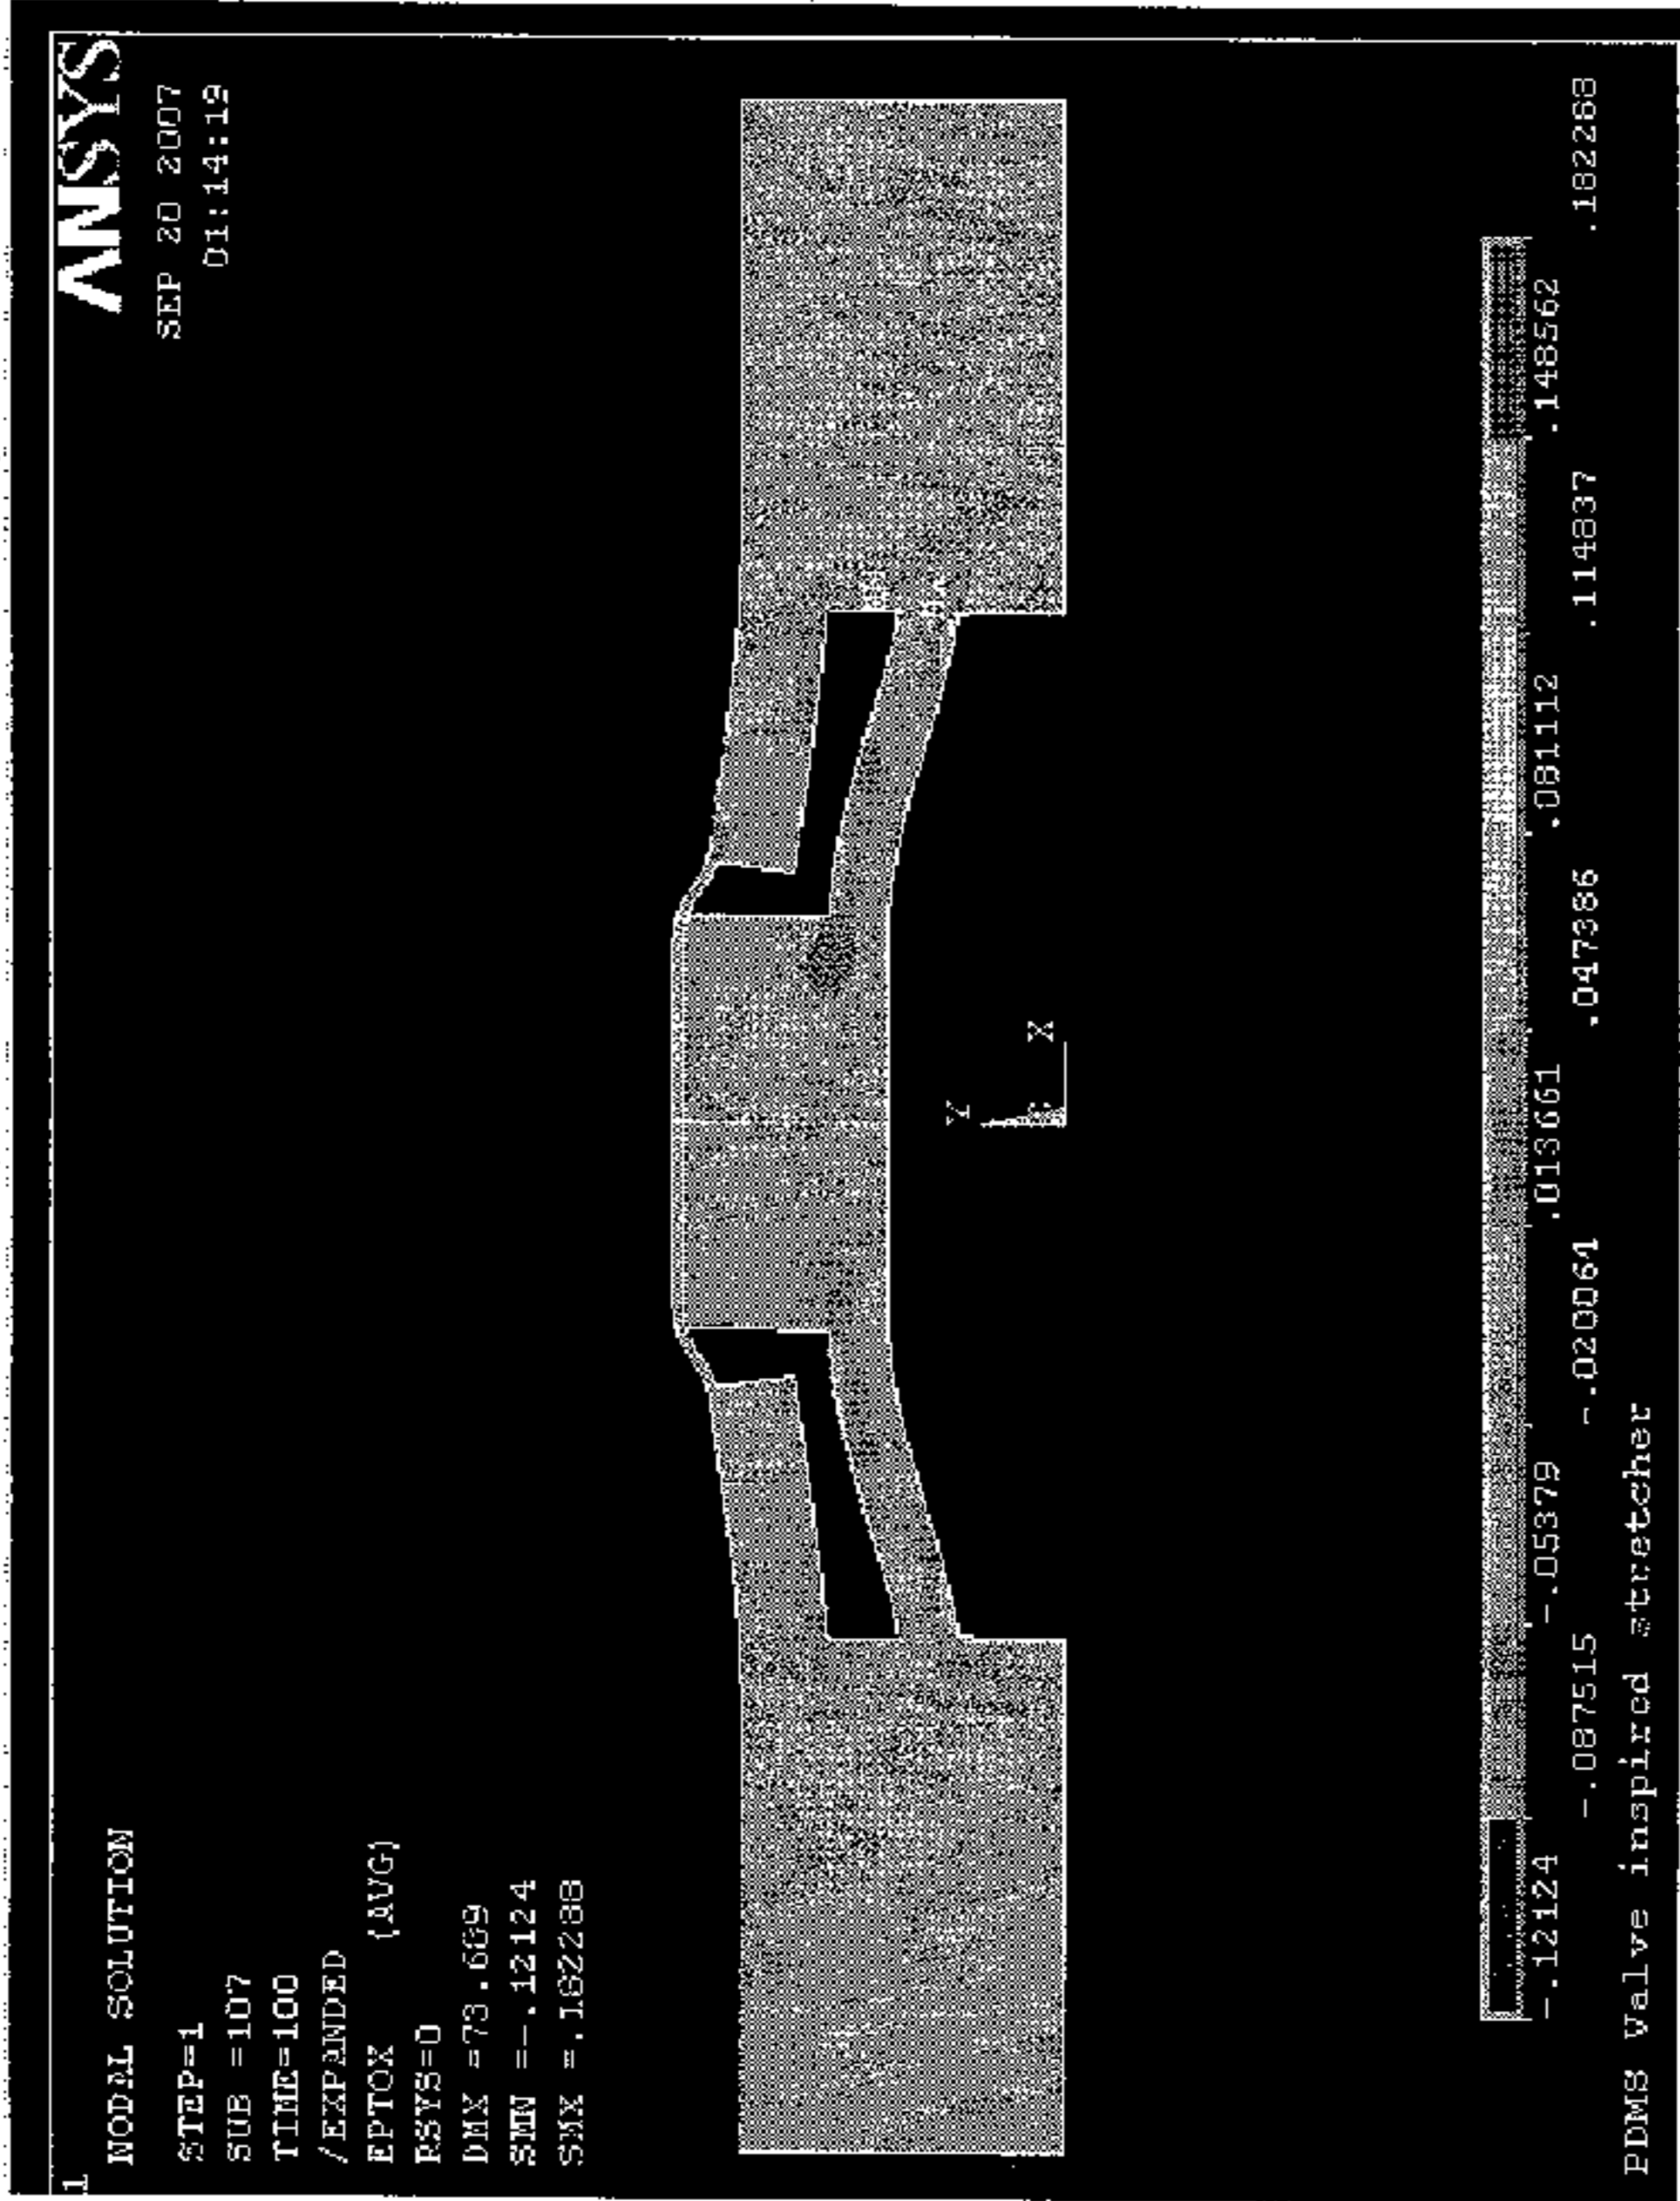 1
ANSYS
NODAL SOLUTION
SEP 20 2007
01:14:19
STEP=1
SUB =107
TIME=100
/EXPANDED
EPTOX (AVG)
RSYS=0
DMX =73.689
SMN =-.12124
SMX =.182288
Y
X
-.12124
-.087515
-.05379
-.020064
.013661
.047386
.081112
.114837
.148562
.182288
PDMS Valve inspired stretcher